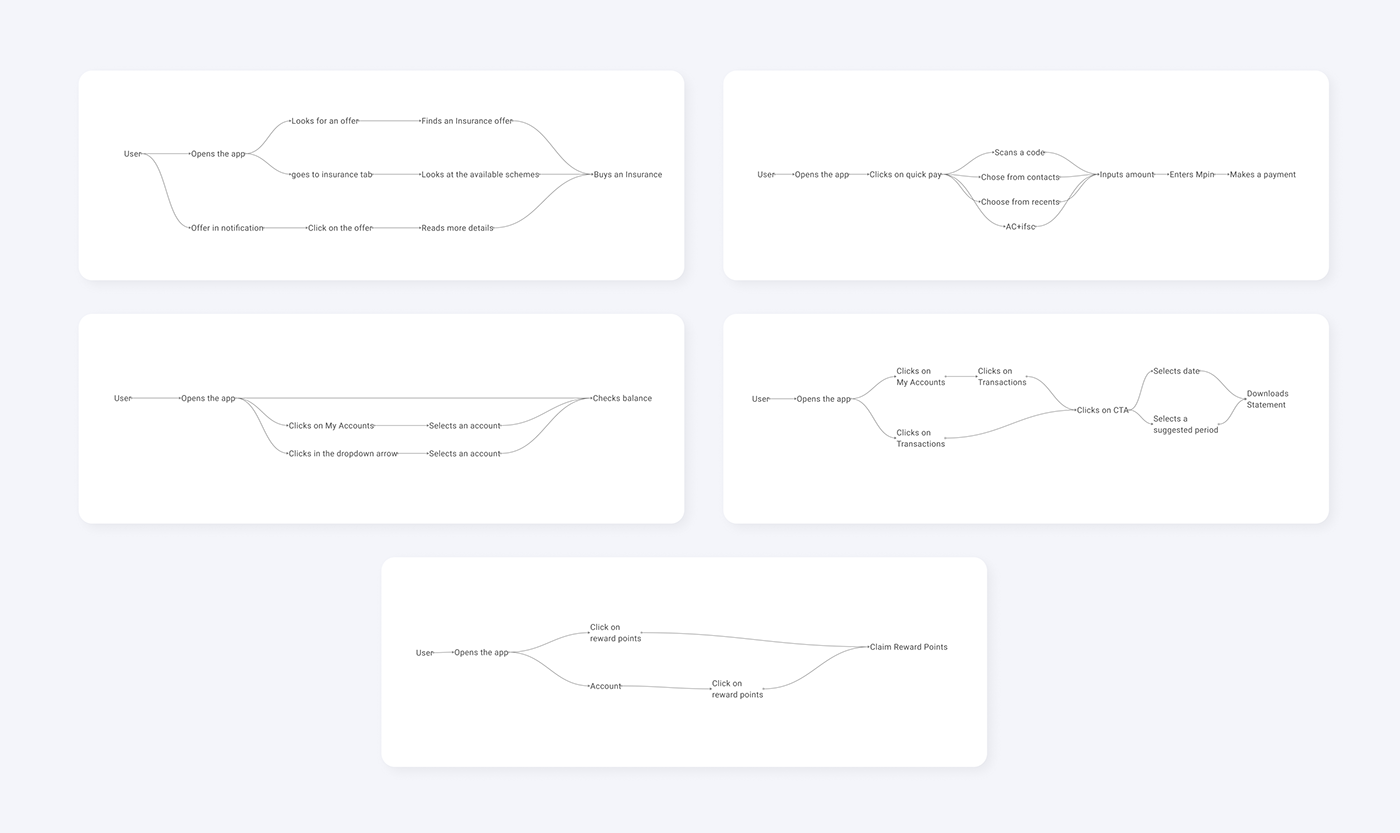 User
Opens the app
Looks for an offer
Finds an Insurance offer
goes to insurance tab
Looks at the available schemes
Buys an Insurance
Offer in notification
Click on the offer
Reads more details
User
Opens the app
Clicks on quick pay
Scans a code
Chose from contacts
Choose from recents
AC+ifsc
Inputs amount
Enters Mpin
Makes a payment
User
Opens the app
Checks balance
Clicks on My Accounts
Selects an account
Clicks in the dropdown arrow
Selects an account
User
Opens the app
Clicks on
My Accounts
Clicks on
Transactions
Clicks on
Transactions
Clicks on CTA
Selects date
Selects a
suggested period
Downloads
Statement
User
Opens the app
Click on
reward points
Account
Click on
reward points
Claim Reward Points